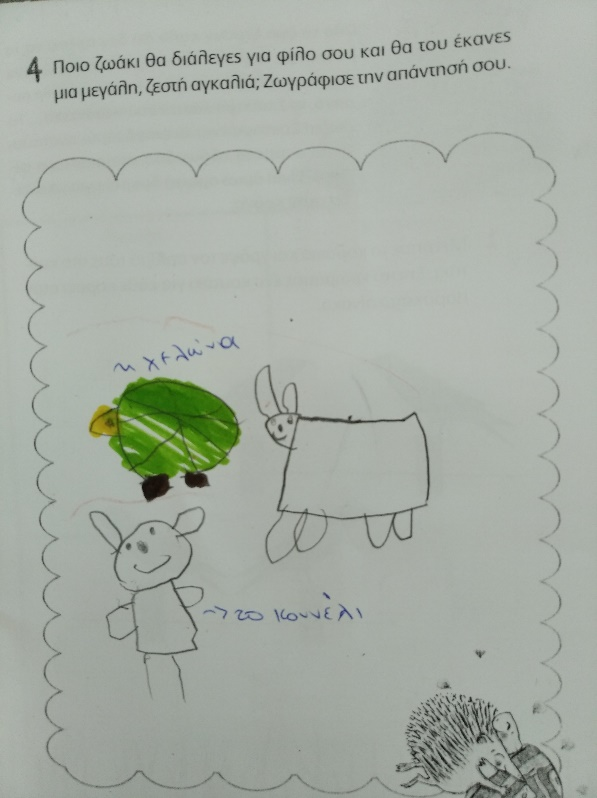 4 Ποιο ζωάκι θα διάλεγες για φίλο σου και θα του έκανες
μια μεγάλη, ζεστή αγκαλιά; Ζωγράφισε την απάντησή σου.
η χελώνα
→ το κουνέλι